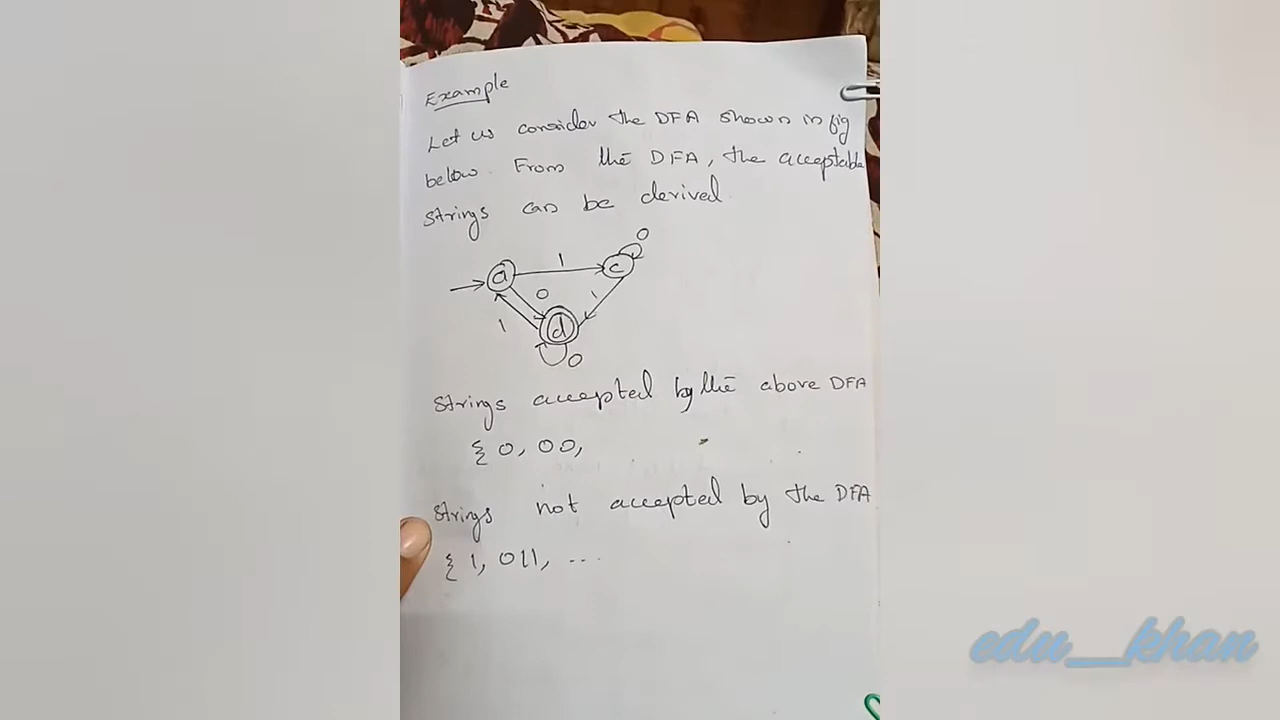 Example
Let us consider the DFA shown in fig
below. From the DFA, the acceptable
strings can be derived.
0
1
a
c
0
1
1
d
0
Strings accepted by the above DFA
{ 0, 00,
Strings not accepted by the DFA
{ 1, 011, ...
edu__khan